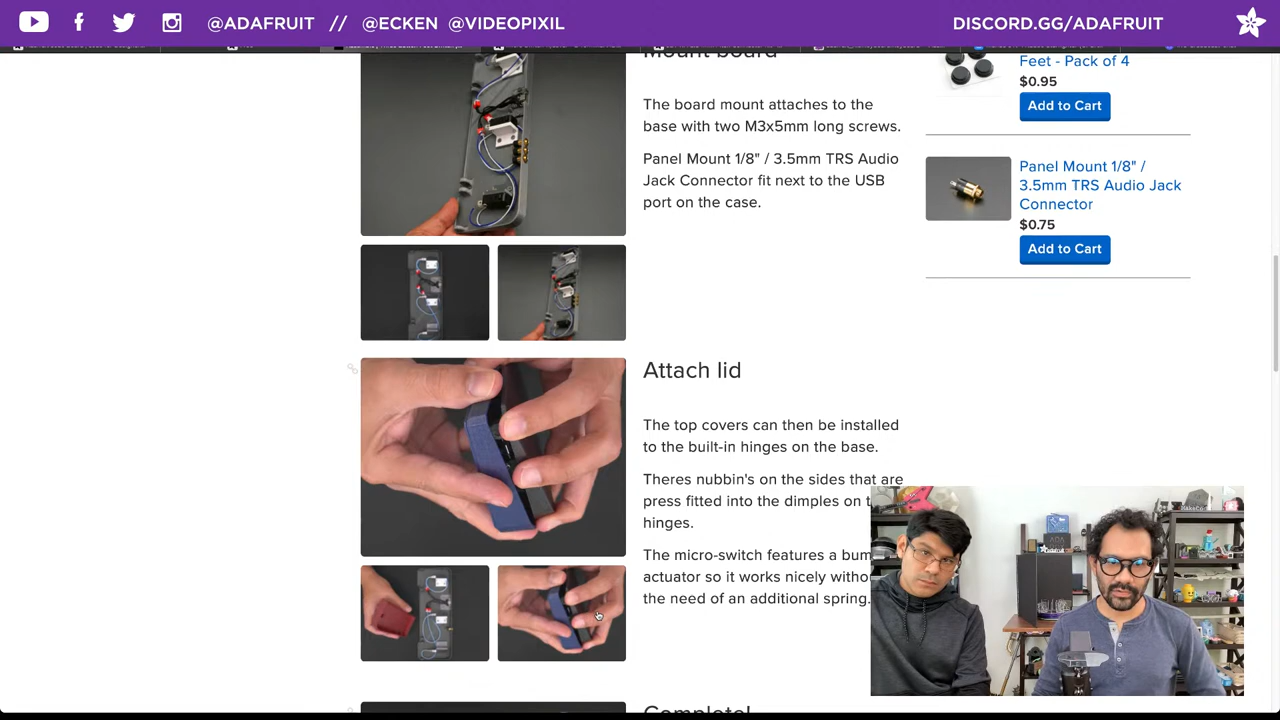 @ADAFRUIT // @ECKEN @VIDEOPIXIL
DISCORD.GG/ADAFRUIT
Mount board
The board mount attaches to the
base with two M3x5mm long screws.
Panel Mount 1/8" / 3.5mm TRS Audio
Jack Connector fit next to the USB
port on the case.
Feet - Pack of 4
$0.95
Add to Cart
Panel Mount 1/8" /
3.5mm TRS Audio Jack
Connector
$0.75
Add to Cart
Attach lid
The top covers can then be installed
to the built-in hinges on the base.
Theres nubbin's on the sides that are
press fitted into the dimples on t
hinges.
The micro-switch features a bum
actuator so it works nicely witho
the need of an additional spring.
Complete!